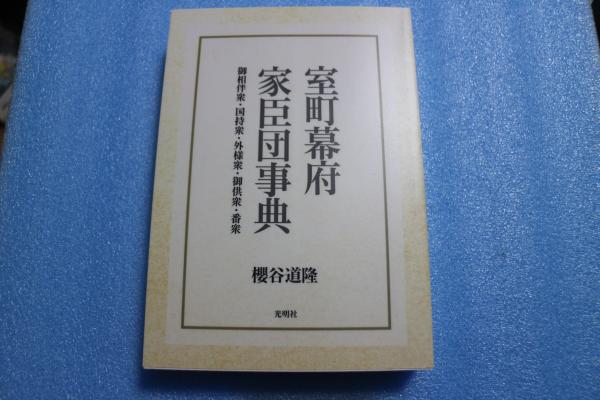 室町幕府
家臣団事典
御相伴衆・国持衆・外様衆・御供衆・番衆
櫻谷道隆
光明社